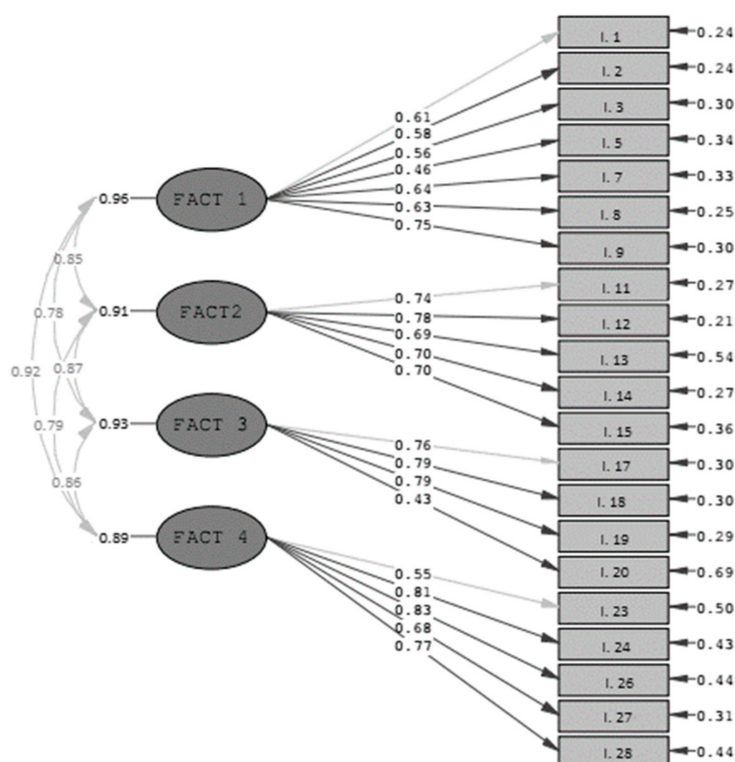 I. 1 0.24
I. 2 0.24
I. 3 0.30
I. 5 0.34
I. 7 0.33
I. 8 0.25
I. 9 0.30
I. 11 0.27
I. 12 0.21
I. 13 0.54
I. 14 0.27
I. 15 0.36
I. 17 0.30
I. 18 0.30
I. 19 0.29
I. 20 0.69
I. 23 0.50
I. 24 0.43
I. 26 0.44
I. 27 0.31
I. 28 0.44
0.61
0.58
0.56
0.46
0.64
0.63
0.75
0.74
0.78
0.69
0.70
0.70
0.76
0.79
0.79
0.43
0.55
0.81
0.83
0.68
0.77
0.96 FACT 1
0.91 FACT2
0.93 FACT 3
0.89 FACT 4
0.85
0.78
0.92
0.87
0.79
0.86